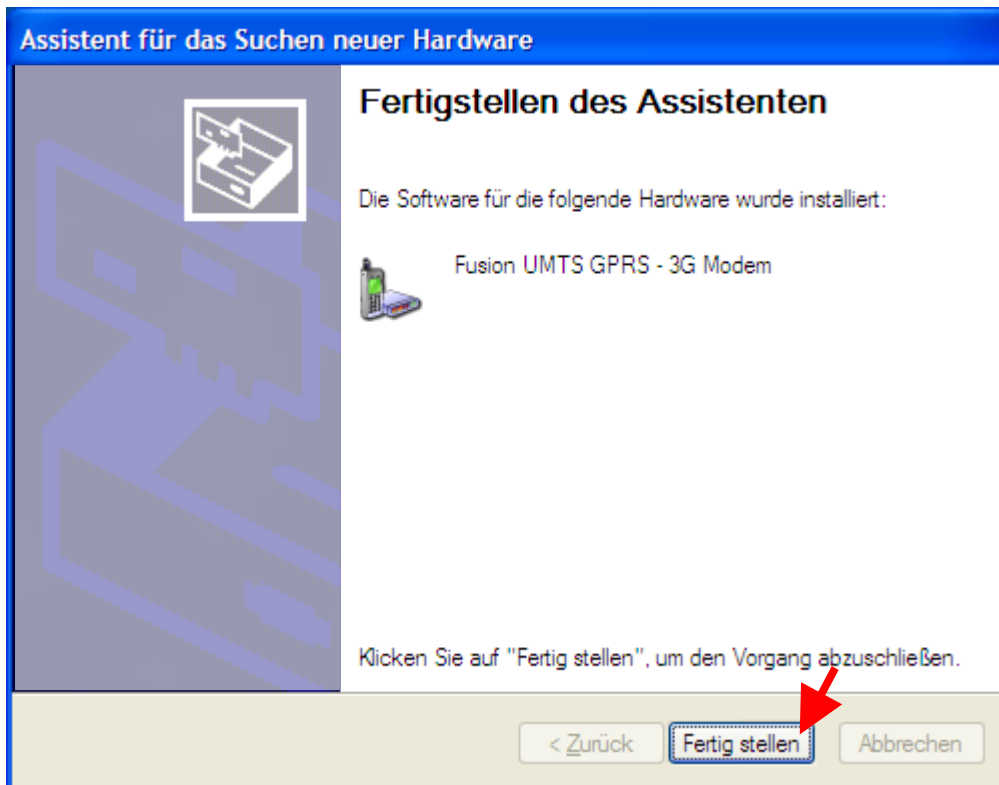 Assistent für das Suchen neuer Hardware
Fertigstellen des Assistenten
Die Software für die folgende Hardware wurde installiert:
Fusion UMTS GPRS - 3G Modem
Klicken Sie auf "Fertig stellen", um den Vorgang abzuschließen.
< Zurück Fertig stellen Abbrechen